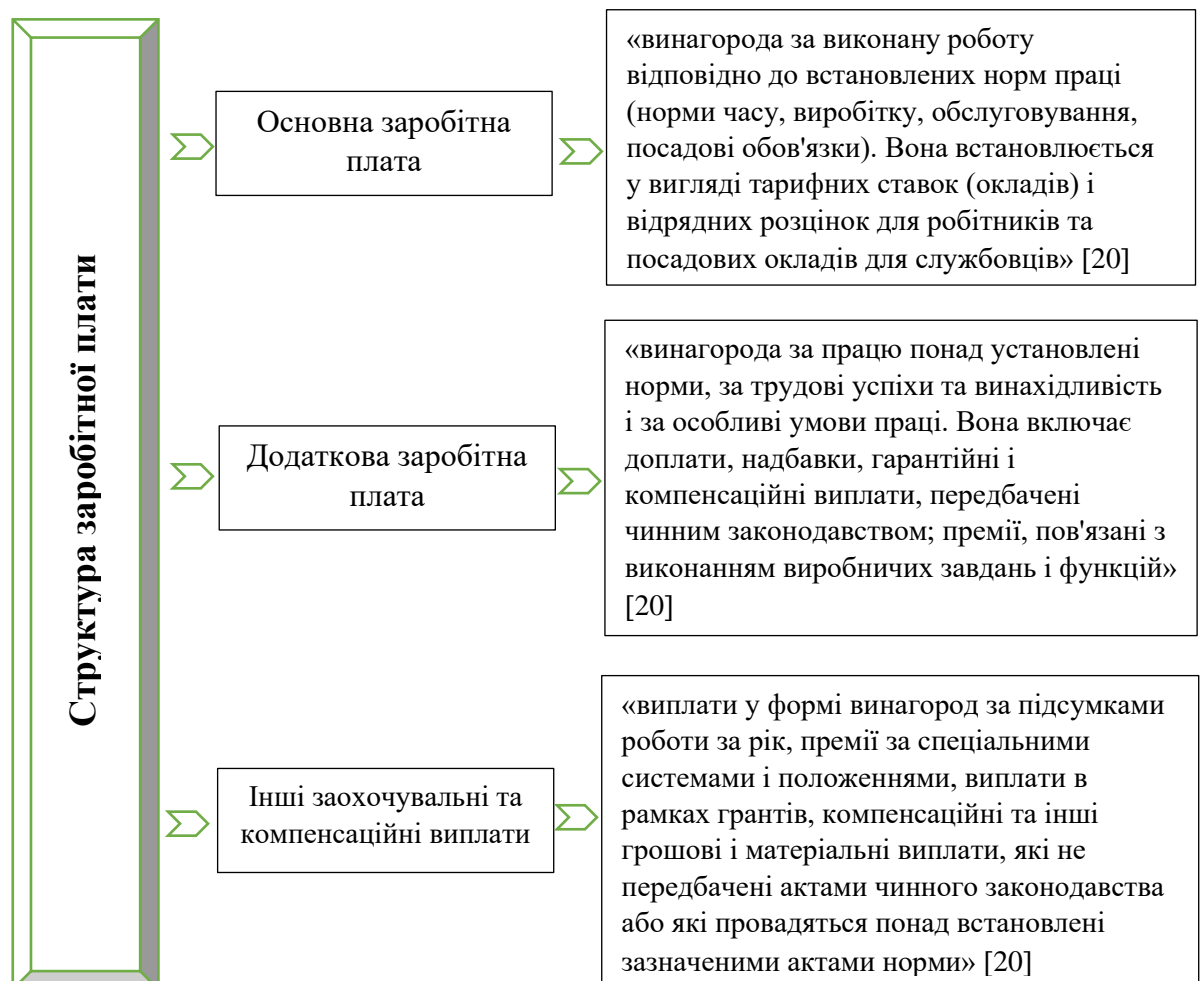 Структура заробітної плати
Основна заробітна
плата
«винагорода за виконану роботу
відповідно до встановлених норм праці
(норми часу, виробітку, обслуговування,
посадові обов'язки). Вона встановлюється
у вигляді тарифних ставок (окладів) і
відрядних розцінок для робітників та
посадових окладів для службовців» [20]
Додаткова заробітна
плата
«винагорода за працю понад установлені
норми, за трудові успіхи та винахідливість
і за особливі умови праці. Вона включає
доплати, надбавки, гарантійні і
компенсаційні виплати, передбачені
чинним законодавством; премії, пов'язані з
виконанням виробничих завдань і функцій»
[20]
Інші заохочувальні та
компенсаційні виплати
«виплати у формі винагород за підсумками
роботи за рік, премії за спеціальними
системами і положеннями, виплати в
рамках грантів, компенсаційні та інші
грошові і матеріальні виплати, які не
передбачені актами чинного законодавства
або які провадяться понад встановлені
зазначеними актами норми» [20]